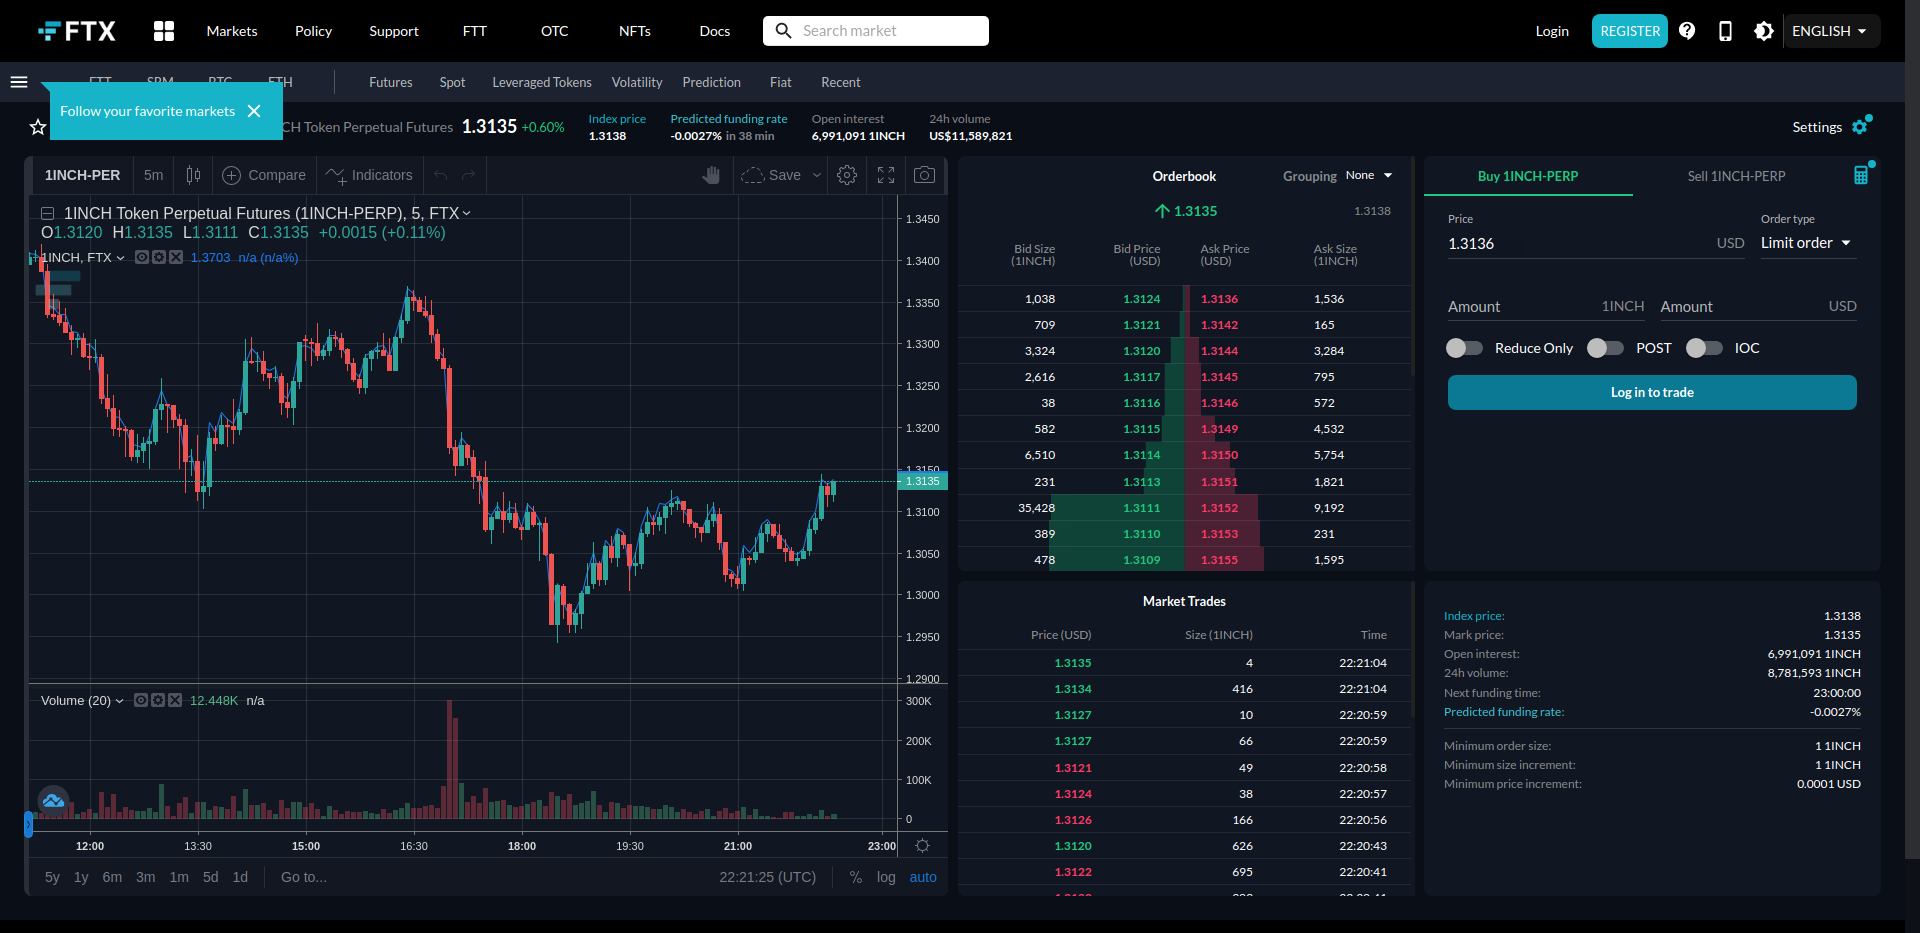 FTX Markets Policy Support FTT OTC NFTs Docs Search market Login REGISTER ENGLISH
Futures Spot Leveraged Tokens Volatility Prediction Fiat Recent
Follow your favorite markets
CH Token Perpetual Futures 1.3135 +0.60%
Index price
1.3138
Predicted funding rate
-0.0027% in 38 min
Open interest
6,991,091 1INCH
24h volume
US$11,589,821
Settings
1INCH-PER 5m Compare Indicators Save
1INCH Token Perpetual Futures (1INCH-PERP), 5, FTX
O1.3120 H1.3135 L1.3111 C1.3135 +0.0015 (+0.11%)
1INCH, FTX 1.3703 n/a (n/a%)
1.3450
1.3400
1.3350
1.3300
1.3250
1.3200
1.3150
1.3135
1.3100
1.3050
1.3000
1.2950
1.2900
Volume (20) 12.448K n/a
300K
200K
100K
0
12:00 13:30 15:00 16:30 18:00 19:30 21:00 23:00
5y 1y 6m 3m 1m 5d 1d Go to... 22:21:25 (UTC) % log auto
Orderbook Grouping None
1.3135 1.3138
Bid Size (1INCH) Bid Price (USD) Ask Price (USD) Ask Size (1INCH)
1,038 1.3124 1.3136 1,536
709 1.3121 1.3142 165
3,324 1.3120 1.3144 3,284
2,616 1.3117 1.3145 795
38 1.3116 1.3146 572
582 1.3115 1.3149 4,532
6,510 1.3114 1.3150 5,754
231 1.3113 1.3151 1,821
35,428 1.3111 1.3152 9,192
389 1.3110 1.3153 231
478 1.3109 1.3155 1,595
Market Trades
Price (USD) Size (1INCH) Time
1.3135 4 22:21:04
1.3134 416 22:21:04
1.3127 10 22:20:59
1.3127 66 22:20:59
1.3121 49 22:20:58
1.3124 38 22:20:57
1.3126 166 22:20:56
1.3120 626 22:20:43
1.3122 695 22:20:41
Buy 1INCH-PERP Sell 1INCH-PERP
Price Order type
1.3136 USD Limit order
Amount 1INCH Amount USD
Reduce Only POST IOC
Log in to trade
Index price: 1.3138
Mark price: 1.3135
Open interest: 6,991,091 1INCH
24h volume: 8,781,593 1INCH
Next funding time: 23:00:00
Predicted funding rate: -0.0027%
Minimum order size: 1 1INCH
Minimum size increment: 1 1INCH
Minimum price increment: 0.0001 USD